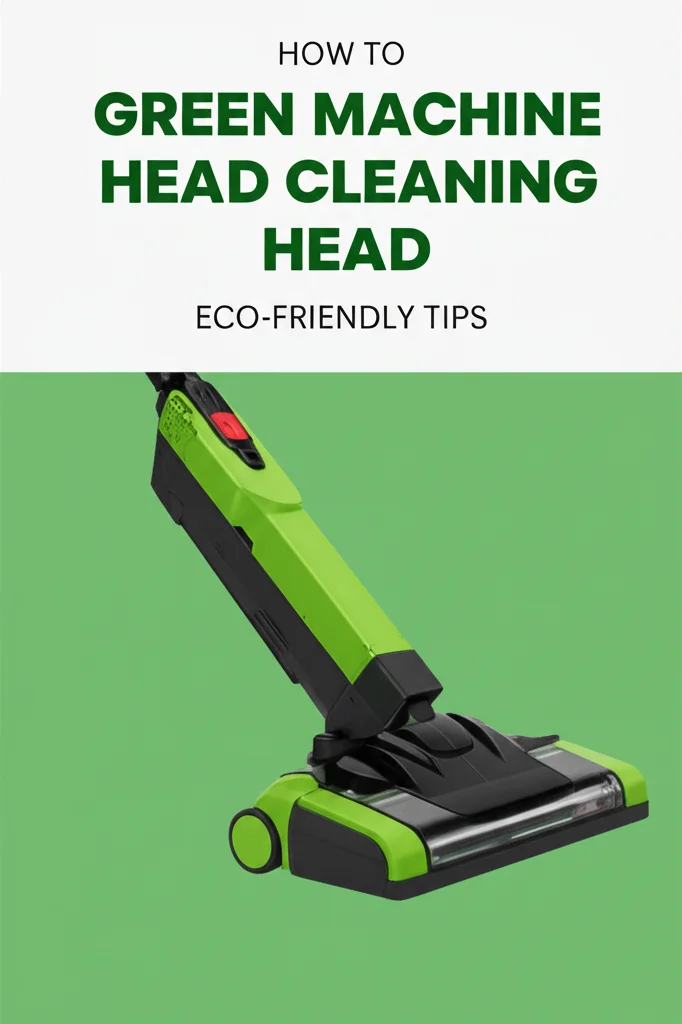 HOW TO
GREEN MACHINE
HEAD CLEANING
HEAD
ECO-FRIENDLY TIPS